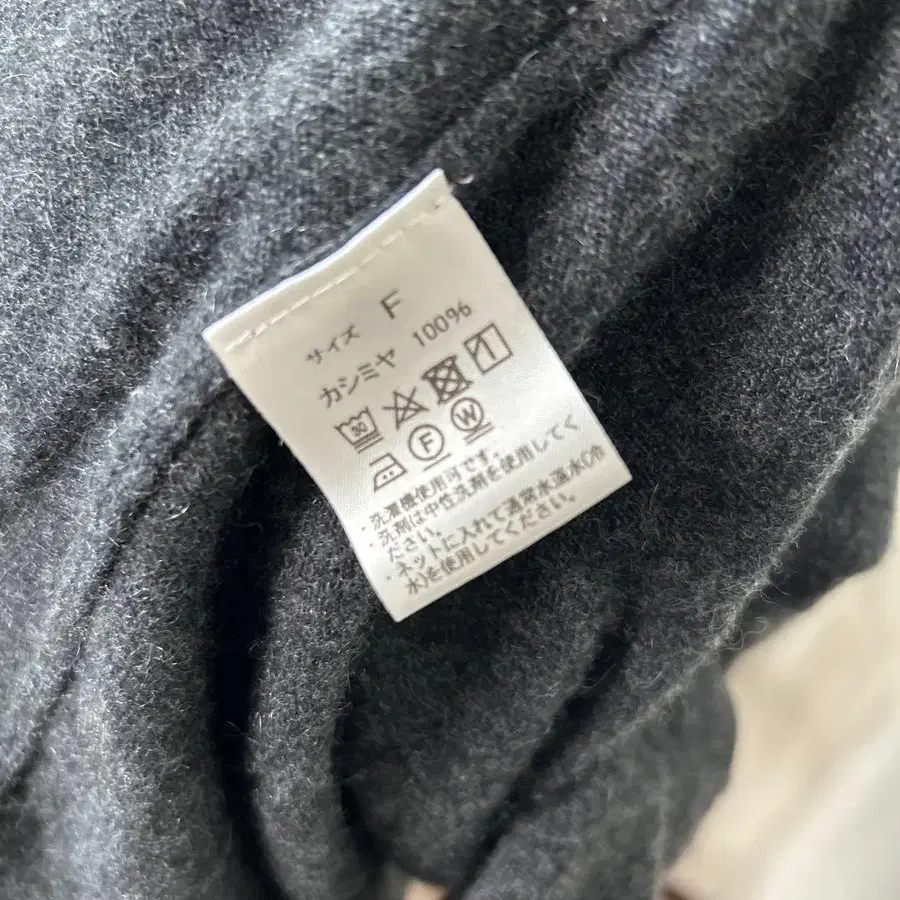 サイズ F
カシミヤ 100%
30
F W
・洗濯機使用可です。
・洗剤は中性洗剤を使用してく
ださい。
・ネットに入れて通常水温水(冷
水)を使用してください。